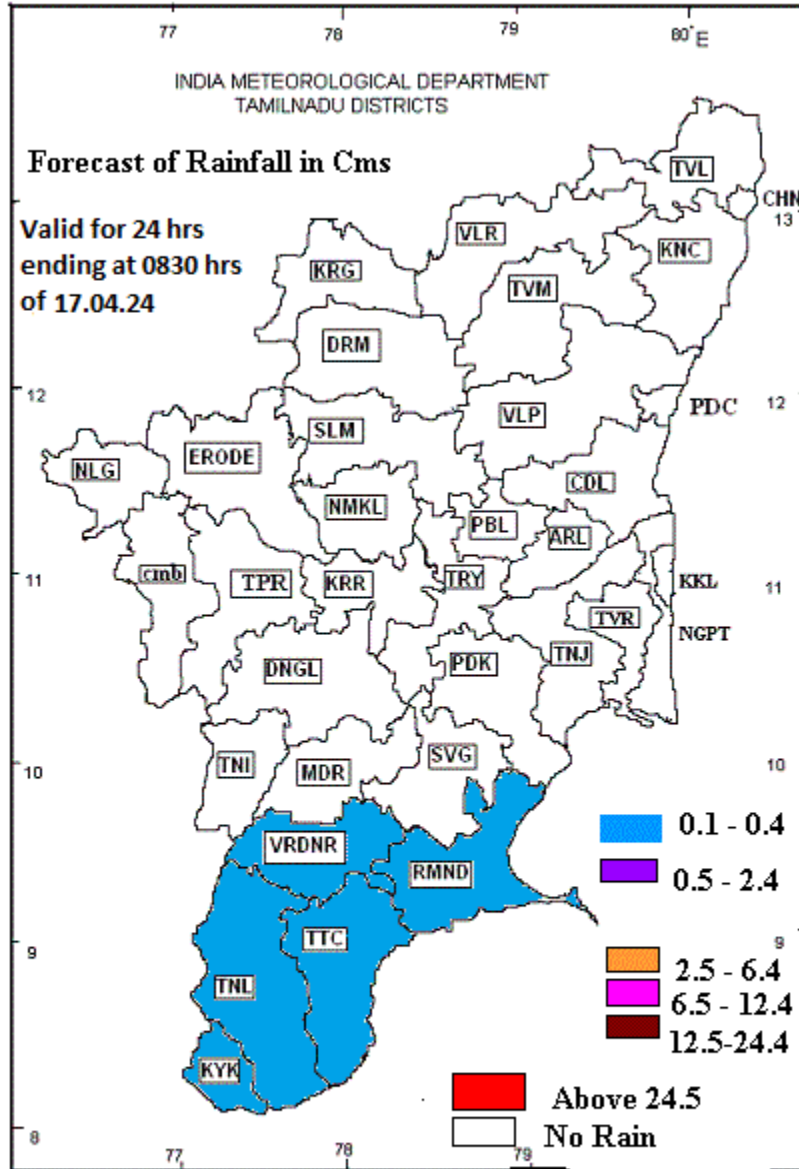 77 78 79 80° E
INDIA METEOROLOGICAL DEPARTMENT
TAMILNADU DISTRICTS
Forecast of Rainfall in Cms
TVL
CHN
13
Valid for 24 hrs
ending at 0830 hrs
of 17.04.24
VLR
KNC
KRG
TVM
DRM
12
12
PDC
VLP
SLM
ERODE
NLG
CDL
NMKL
PBL
ARL
11
cmb
TPR
KRR
TRY
KKL
11
TVR
NGPT
DNGL
PDK
TNJ
10
TNI
MDR
SVG
10
VRDNR
RMND
0.1 - 0.4
0.5 - 2.4
9
TTC
9
2.5 - 6.4
TNL
6.5 - 12.4
12.5-24.4
KYK
Above 24.5
8
No Rain
77 78 79